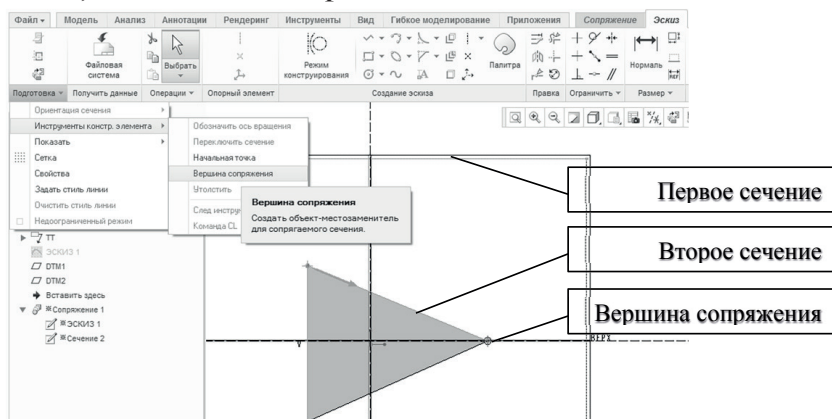 Файл Модель Анализ Аннотации Рендеринг Инструменты Вид Гибкое моделирование Приложения Сопряжение Эскиз
Файловая система
Выбрать
Режим конструирования
Палитра
Нормаль
Подготовка Получить данные Операции Опорный элемент Создание эскиза Правка Ограничить Размер
Ориентация сечения
Инструменты констр. элемента
Показать
Сетка
Свойства
Задать стиль линии
Очистить стиль линии
Недоограниченный режим
Обозначить ось вращения
Переключить сечение
Начальная точка
Вершина сопряжения
Утолстить
След инстру
Команда CL
Вершина сопряжения
Создать объект-местозаменитель
для сопрягаемого сечения.
ТТ
ЭСКИЗ 1
DTM1
DTM2
Вставить здесь
Сопряжение 1
ЭСКИЗ 1
Сечение 2
Первое сечение
Второе сечение
Вершина сопряжения
ВЕРХ